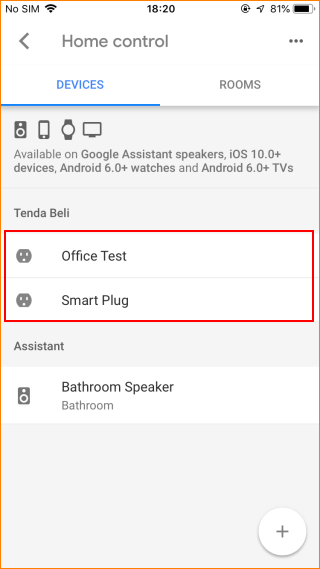 No SIM 18:20 81%
Home control
DEVICES ROOMS
Available on Google Assistant speakers, iOS 10.0+
devices, Android 6.0+ watches and Android 6.0+ TVs
Tenda Beli
Office Test
Smart Plug
Assistant
Bathroom Speaker
Bathroom